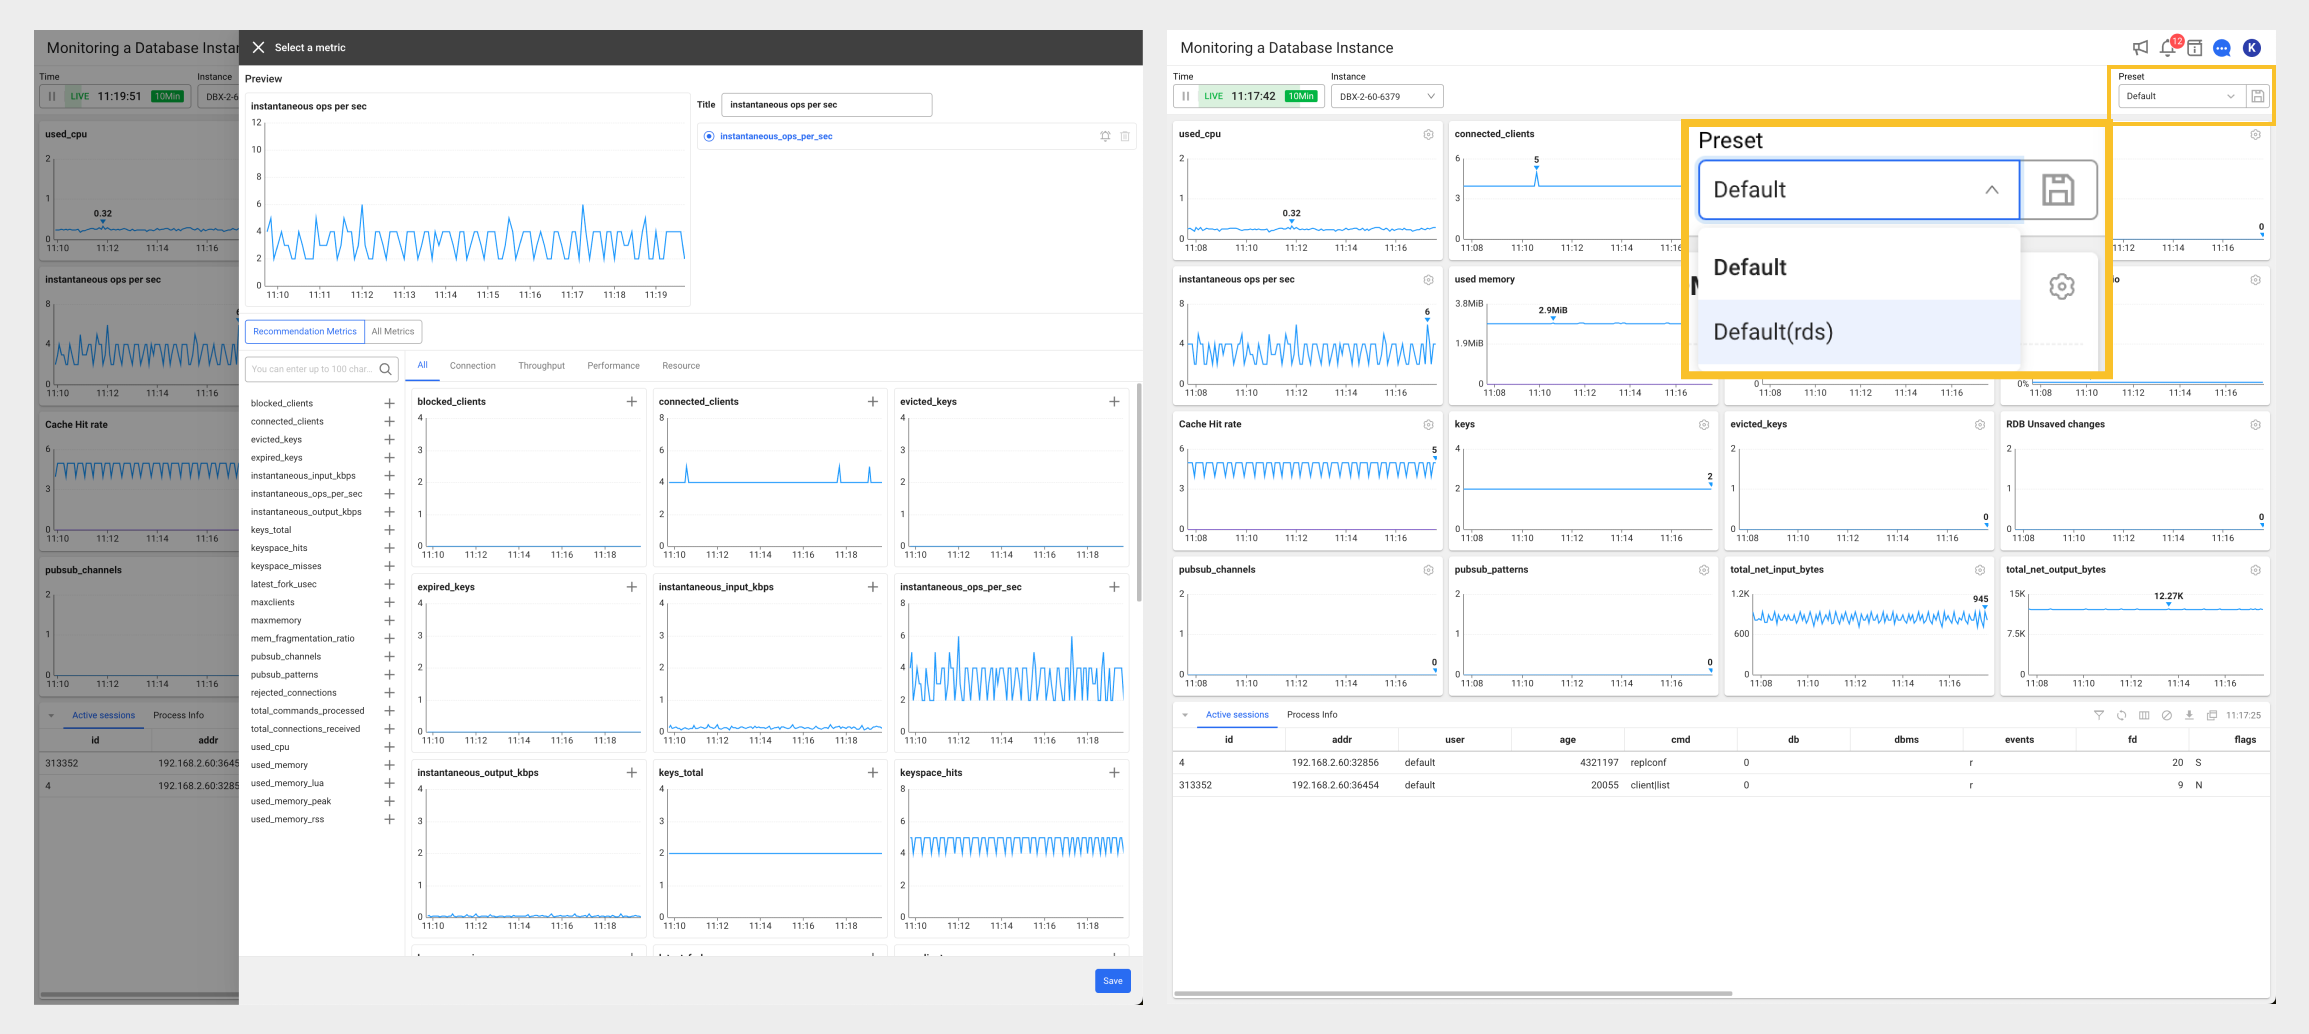 Monitoring a Database Instar
Time
Instance
LIVE 11:19:51 10Min
DBX-2-6
used_cpu
2
1
0.32
0
11:10 11:12 11:14 11:16
instantaneous ops per sec
8
6
4
0
11:10 11:12 11:14 11:16
Cache Hit rate
6
3
0
11:10 11:12 11:14 11:16
pubsub_channels
2
1
0
11:10 11:12 11:14 11:16
Active sessions Process Info
id addr
313352 192.168.2.60:3645
4 192.168.2.60:3285
Select a metric
Preview
instantaneous ops per sec
12
10
8
6
4
2
0
11:10 11:11 11:12 11:13 11:14 11:15 11:16 11:17 11:18 11:19
Title instantaneous ops per sec
instantaneous_ops_per_sec
Recommendation Metrics All Metrics
You can enter up to 100 char...
blocked_clients
connected_clients
evicted_keys
expired_keys
instantaneous_input_kbps
instantaneous_ops_per_sec
instantaneous_output_kbps
keys_total
keyspace_hits
keyspace_misses
latest_fork_usec
maxclients
maxmemory
mem_fragmentation_ratio
pubsub_channels
pubsub_patterns
rejected_connections
total_commands_processed
total_connections_received
used_cpu
used_memory
used_memory_lua
used_memory_peak
used_memory_rss
All Connection Throughput Performance Resource
blocked_clients
4
3
2
1
0
11:10 11:12 11:14 11:16 11:18
connected_clients
8
6
4
2
0
11:10 11:12 11:14 11:16 11:18
evicted_keys
4
3
2
1
0
11:10 11:12 11:14 11:16 11:18
expired_keys
4
3
2
1
0
11:10 11:12 11:14 11:16 11:18
instantaneous_input_kbps
4
3
2
1
0
11:10 11:12 11:14 11:16 11:18
instantaneous_ops_per_sec
8
6
4
2
0
11:10 11:12 11:14 11:16 11:18
instantaneous_output_kbps
4
3
2
1
0
11:10 11:12 11:14 11:16 11:18
keys_total
4
3
2
1
0
11:10 11:12 11:14 11:16 11:18
keyspace_hits
8
6
4
2
0
11:10 11:12 11:14 11:16 11:18
Save
Monitoring a Database Instance
12
K
Time
Instance
LIVE 11:17:42 10Min
DBX-2-60-6379
Preset
Default
used_cpu
2
1
0.32
0
11:08 11:10 11:12 11:14 11:16
connected_clients
6
5
3
0
11:08 11:10 11:12 11:14 11:16
Preset
Default
Default
Default(rds)
0
11:12 11:14 11:16
instantaneous ops per sec
8
6
4
0
11:08 11:10 11:12 11:14 11:16
used memory
3.8MiB
2.9MiB
1.9MiB
0
11:08 11:10 11:12 11:14 11:16
0
11:08 11:10 11:12 11:14 11:16
io
0%
11:08 11:10 11:12 11:14 11:16
Cache Hit rate
6
5
3
0
11:08 11:10 11:12 11:14 11:16
keys
4
2
2
0
11:08 11:10 11:12 11:14 11:16
evicted_keys
2
1
0
0
11:08 11:10 11:12 11:14 11:16
RDB Unsaved changes
2
1
0
0
11:08 11:10 11:12 11:14 11:16
pubsub_channels
2
1
0
0
11:08 11:10 11:12 11:14 11:16
pubsub_patterns
2
1
0
0
11:08 11:10 11:12 11:14 11:16
total_net_input_bytes
1.2K
945
600
0
11:08 11:10 11:12 11:14 11:16
total_net_output_bytes
15K
12.27K
7.5K
0
11:08 11:10 11:12 11:14 11:16
Active sessions Process Info
11:17:25
id addr user age cmd db dbms events fd flags
4 192.168.2.60:32856 default 4321197 replconf 0 r 20 S
313352 192.168.2.60:36454 default 20055 client|list 0 r 9 N